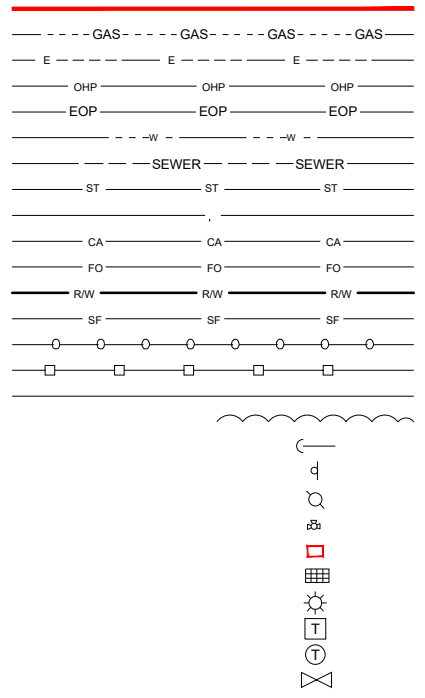 GAS GAS GAS GAS
E E E
OHP OHP OHP
EOP EOP EOP
W W
SEWER SEWER
ST ST ST
,
CA CA CA
FO FO FO
R/W R/W R/W
SF SF SF
T
T